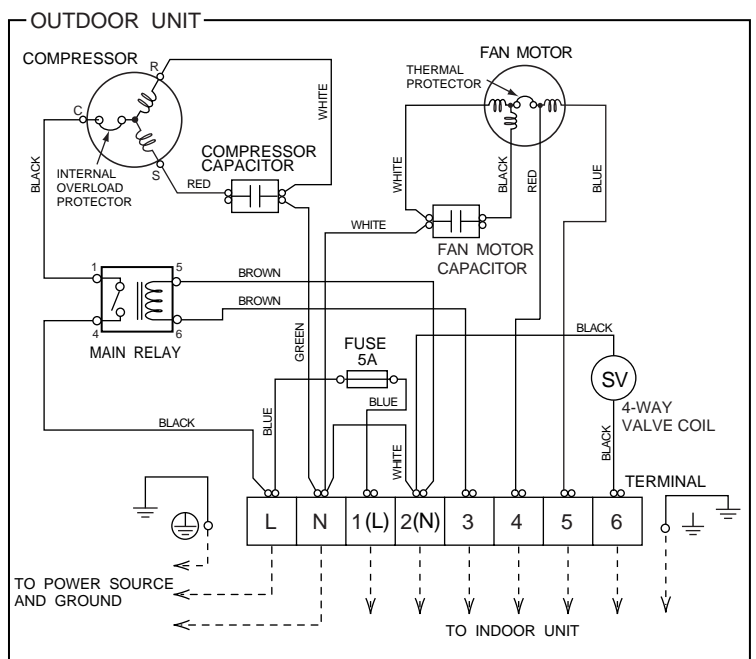 OUTDOOR UNIT
COMPRESSOR
R
C
S
INTERNAL
OVERLOAD
PROTECTOR
BLACK
RED
WHITE
COMPRESSOR
CAPACITOR
FAN MOTOR
THERMAL
PROTECTOR
WHITE
BLACK
RED
BLUE
WHITE
FAN MOTOR
CAPACITOR
1
5
4
6
MAIN RELAY
BROWN
BROWN
GREEN
FUSE
5A
BLUE
BLUE
BLACK
WHITE
BLACK
SV
4-WAY
VALVE COIL
BLACK
TERMINAL
L
N
1(L)
2(N)
3
4
5
6
TO POWER SOURCE
AND GROUND
TO INDOOR UNIT